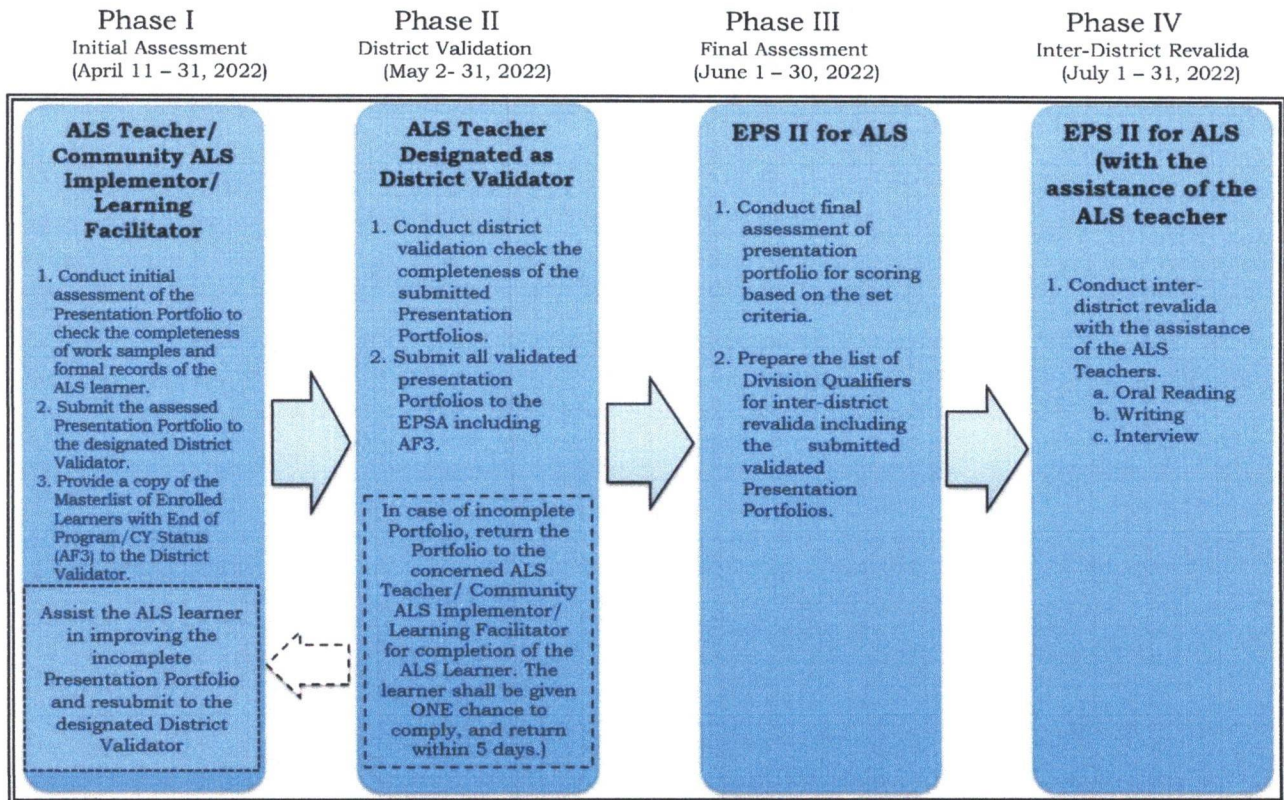 Phase I
Initial Assessment
(April 11 – 31, 2022)
Phase II
District Validation
(May 2- 31, 2022)
Phase III
Final Assessment
(June 1 – 30, 2022)
Phase IV
Inter-District Revalida
(July 1 – 31, 2022)
ALS Teacher/
Community ALS
Implementor/
Learning
Facilitator
1. Conduct initial
assessment of the
Presentation Portfolio to
check the completeness
of work samples and
formal records of the
ALS learner.
2. Submit the assessed
Presentation Portfolio to
the designated District
Validator.
3. Provide a copy of the
Masterlist of Enrolled
Learners with End of
Program/CY Status
(AF3) to the District
Validator.
Assist the ALS learner
in improving the
incomplete
Presentation Portfolio
and resubmit to the
designated District
Validator
ALS Teacher
Designated as
District Validator
1. Conduct district
validation check the
completeness of the
submitted
Presentation
Portfolios.
2. Submit all validated
presentation
Portfolios to the
EPSA including
AF3.
In case of incomplete
Portfolio, return the
Portfolio to the
concerned ALS
Teacher/ Community
ALS Implementor/
Learning Facilitator
for completion of the
ALS Learner. The
learner shall be given
ONE chance to
comply, and return
within 5 days.)
EPS II for ALS
1. Conduct final
assessment of
presentation
portfolio for scoring
based on the set
criteria.
2. Prepare the list of
Division Qualifiers
for inter-district
revalida including
the submitted
validated
Presentation
Portfolios.
EPS II for ALS
(with the
assistance of the
ALS teacher
1. Conduct inter-
district revalida
with the assistance
of the ALS
Teachers.
a. Oral Reading
b. Writing
c. Interview